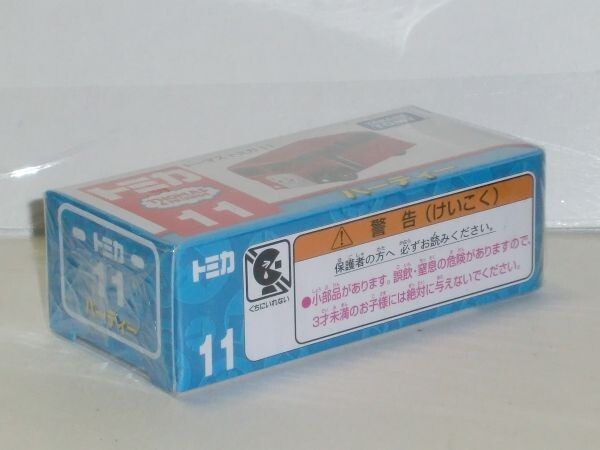 トミカ
11
バーティー
トミカ
11
バーティー
トミカ
くちにいれない
11
警告(けいこく)
保護者の方へ 必ずお読みください。
●小部品があります。誤飲・窒息の危険がありますので、
3才未満のお子様には絶対に与えないでください。